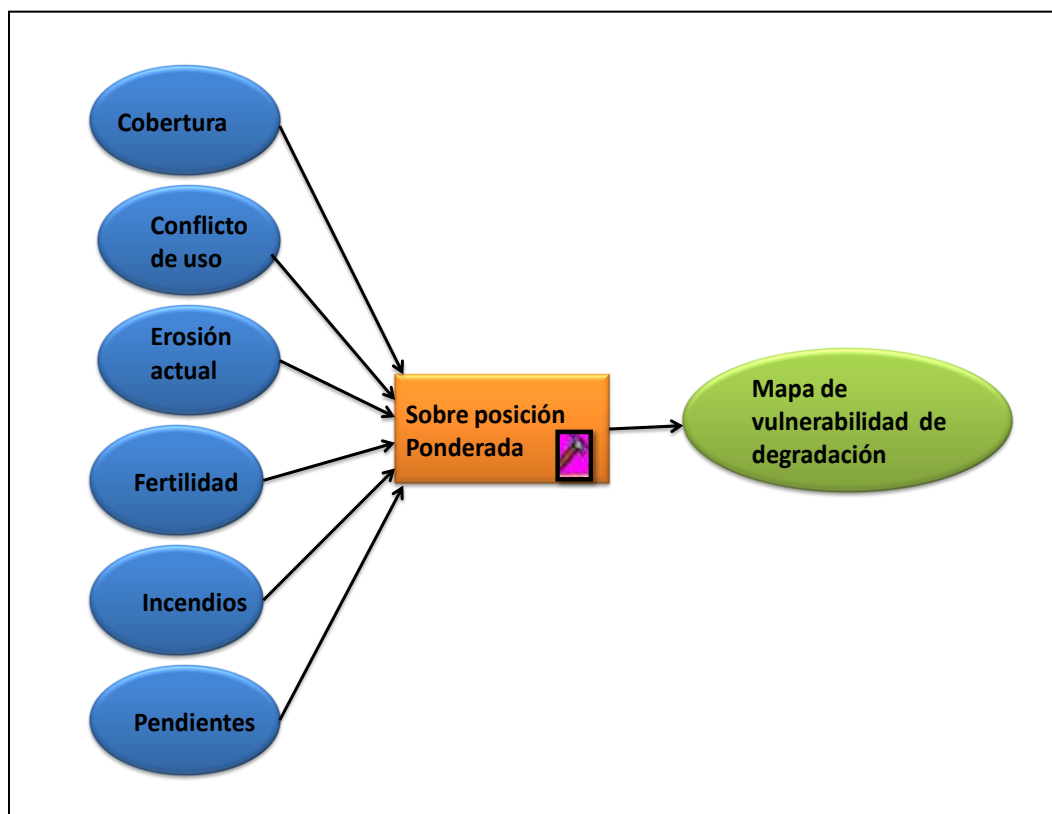 Cobertura
Conflicto
de uso
Erosión
actual
Fertilidad
Incendios
Pendientes
Sobre posición
Ponderada
Mapa de
vulnerabilidad de
degradación